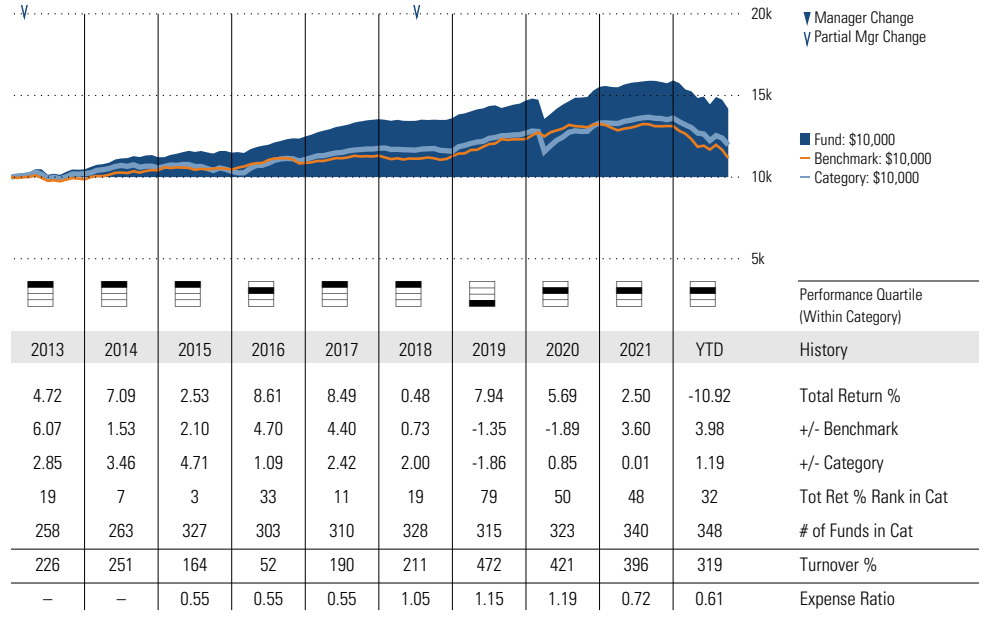 20k
Manager Change
Partial Mgr Change
15k
Fund: $10,000
Benchmark: $10,000
Category: $10,000
10k
5k
Performance Quartile
(Within Category)
2013 2014 2015 2016 2017 2018 2019 2020 2021 YTD History
4.72 7.09 2.53 8.61 8.49 0.48 7.94 5.69 2.50 -10.92 Total Return %
6.07 1.53 2.10 4.70 4.40 0.73 -1.35 -1.89 3.60 3.98 +/- Benchmark
2.85 3.46 4.71 1.09 2.42 2.00 -1.86 0.85 0.01 1.19 +/- Category
19 7 3 33 11 19 79 50 48 32 Tot Ret % Rank in Cat
258 263 327 303 310 328 315 323 340 348 # of Funds in Cat
226 251 164 52 190 211 472 421 396 319 Turnover %
– – 0.55 0.55 0.55 1.05 1.15 1.19 0.72 0.61 Expense Ratio